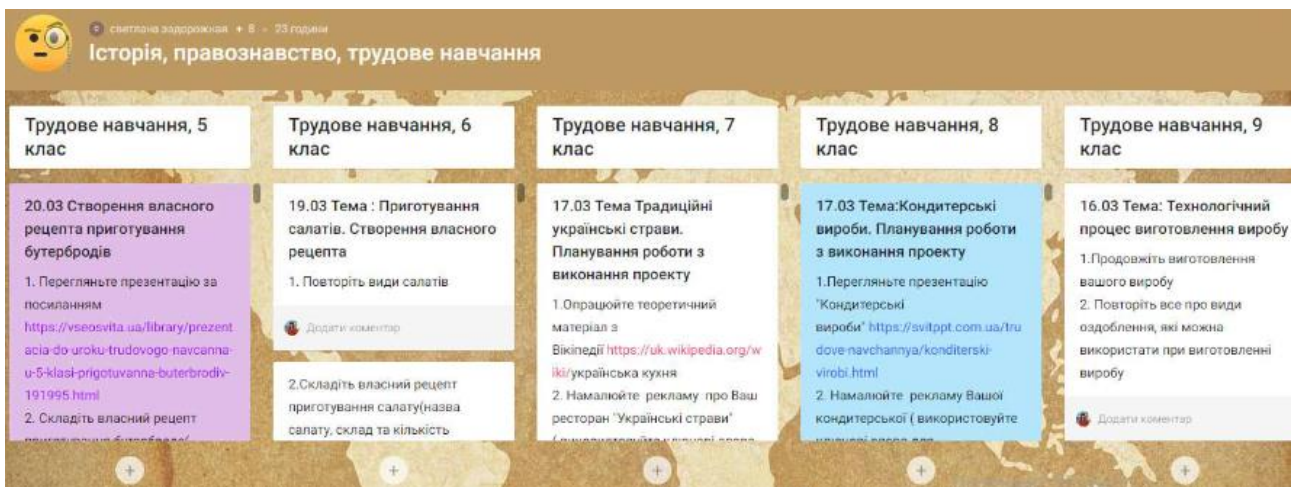 светлана задорожная + 8 • 23 години
Історія, правознавство, трудове навчання
Трудове навчання, 5
клас
20.03 Створення власного
рецепта приготування
бутербродів
1. Перегляньте презентацію за
посиланням
https://vseosvita.ua/library/prezent
acia-do-uroku-trudovogo-navcanna-
u-5-klasi-prigotuvanna-buterbrodiv-
191995.html
2. Складіть власний рецепт
Трудове навчання, 6
клас
19.03 Тема : Приготування
салатів. Створення власного
рецепта
1. Повторіть види салатів
Додати коментар
2.Складіть власний рецепт
приготування салату(назва
салату, склад та кількість
Трудове навчання, 7
клас
17.03 Тема Традиційні
українські страви.
Планування роботи з
виконання проекту
1.Опрацюйте теоретичний
матеріал з
Вікіпедії https://uk.wikipedia.org/w
iki/українська кухня
2. Намалюйте рекламу про Ваш
ресторан "Українські страви"
Трудове навчання, 8
клас
17.03 Тема:Кондитерські
вироби. Планування роботи
з виконання проекту
1.Перегляньте презентацію
"Кондитерські
вироби" https://svitppt.com.ua/tru
dove-navchannya/konditerski-
virobi.html
2. Намалюйте рекламу Вашої
кондитерської ( використовуйте
Трудове навчання, 9
клас
16.03 Тема: Технологічний
процес виготовлення виробу
1.Продовжіть виготовлення
вашого виробу
2. Повторіть все про види
оздоблення, які можна
використати при виготовленні
виробу
Додати коментар